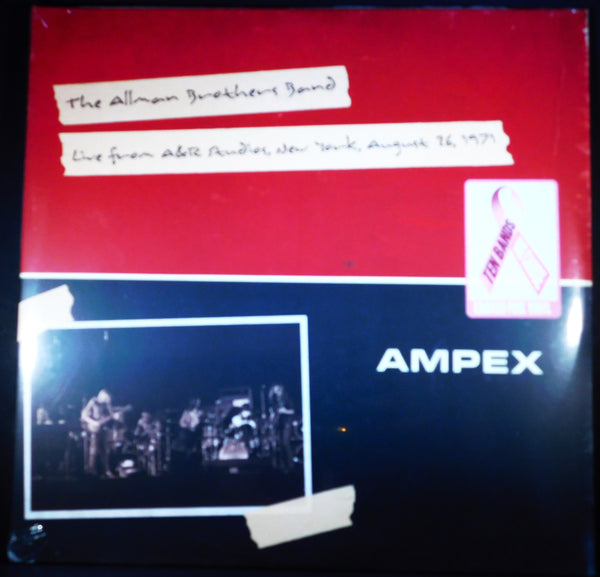 The Allman Brothers Band
Live from A&R Studios, New York, August 26, 1971
TEN BANDS
AMPEX